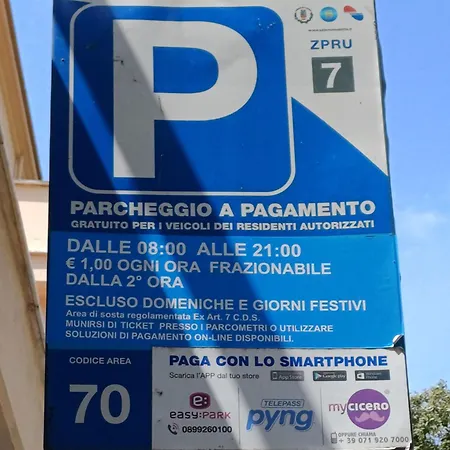 P
ZPRU
7
PARCHEGGIO A PAGAMENTO
GRATUITO PER I VEICOLI DEI RESIDENTI AUTORIZZATI
DALLE 08:00 ALLE 21:00
€ 1,00 OGNI ORA FRAZIONABILE
DALLA 2° ORA
ESCLUSO DOMENICHE E GIORNI FESTIVI
Area di sosta regolamentata Ex Art. 7 C.D.S.
MUNIRSI DI TICKET PRESSO I PARCOMETRI O UTILIZZARE
SOLUZIONI DI PAGAMENTO ON-LINE DISPONIBILI.
CODICE AREA
70
PAGA CON LO SMARTPHONE
Scarica l'APP dal tuo store
e:
easy:park
0899260100
TELEPASS
pyng
myCICERO
OPPURE CHIAMA
+ 39 071 920 7000